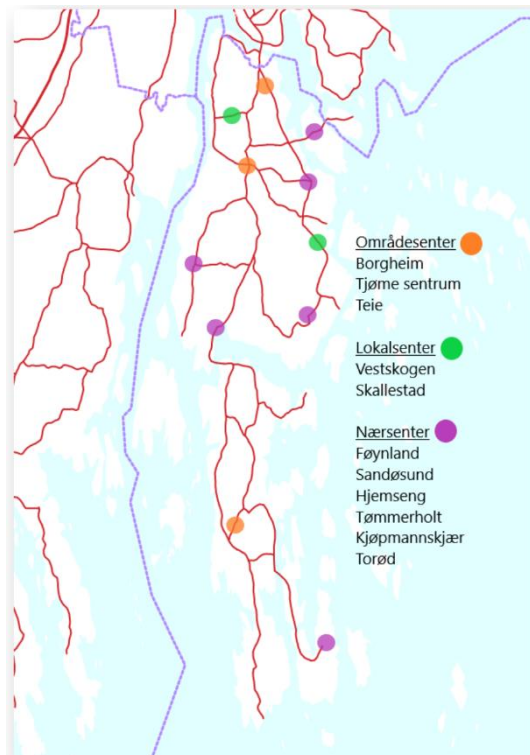 Områdesenter
Borgheim
Tjøme sentrum
Teie
Lokalsenter
Vestskogen
Skallestad
Nærsenter
Føynland
Sandøsund
Hjemseng
Tømmerholt
Kjøpmannskjær
Torød